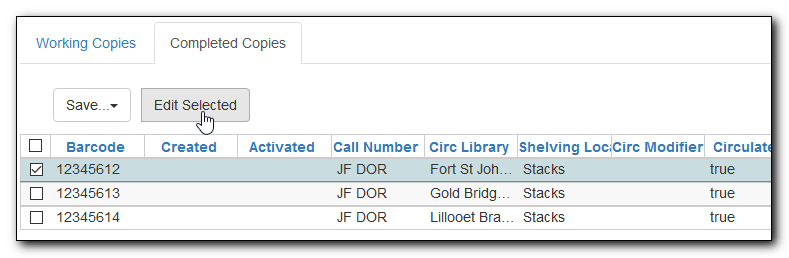 Working Copies Completed Copies
Save... Edit Selected
Barcode Created Activated Call Number Circ Library Shelving Loca Circ Modifier Circulate
12345612 JF DOR Fort St Joh... Stacks true
12345613 JF DOR Gold Bridg... Stacks true
12345614 JF DOR Lillooet Bra... Stacks true